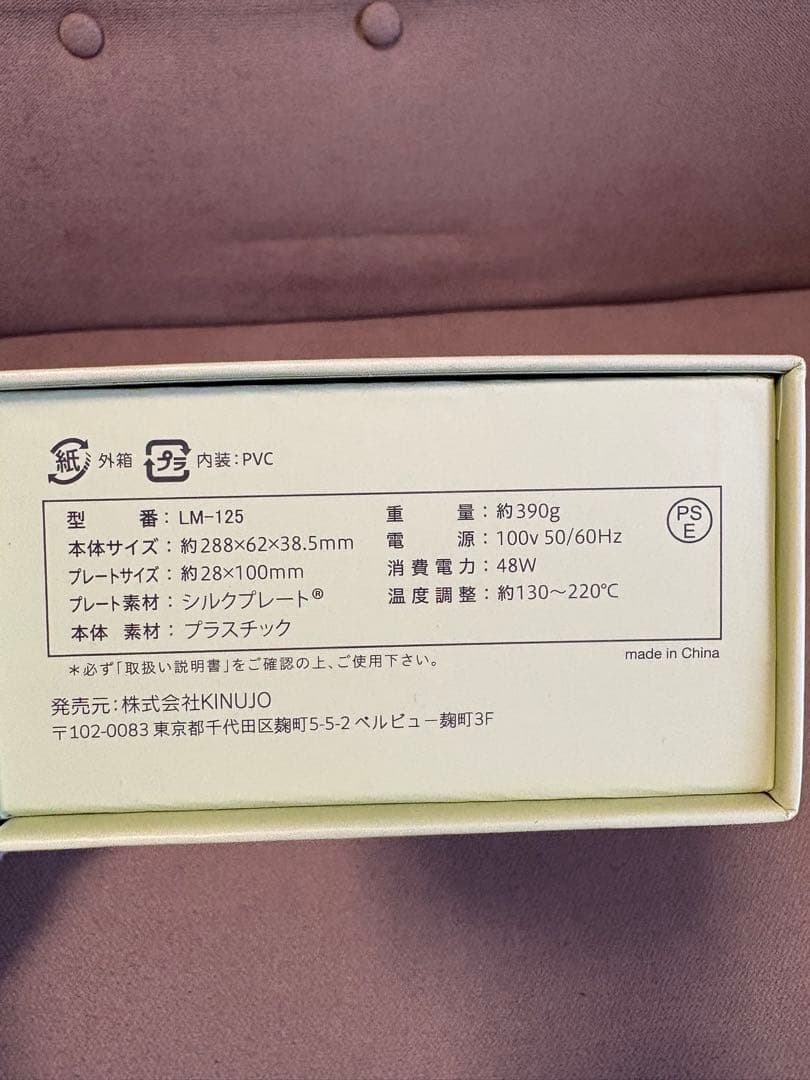 紙 外箱 プラ 内装:PVC
型 番:LM-125
本体サイズ:約288×62×38.5mm
プレートサイズ:約28×100mm
プレート素材:シルクプレート®
本体 素材:プラスチック
重 量:約390g
電 源:100v 50/60Hz
消費電力:48W
温度調整:約130〜220℃
PS
E
*必ず「取扱い説明書」をご確認の上、ご使用下さい。
made in China
発売元:株式会社KINUJO
〒102-0083 東京都千代田区麹町5-5-2 ベルビュー麹町3F